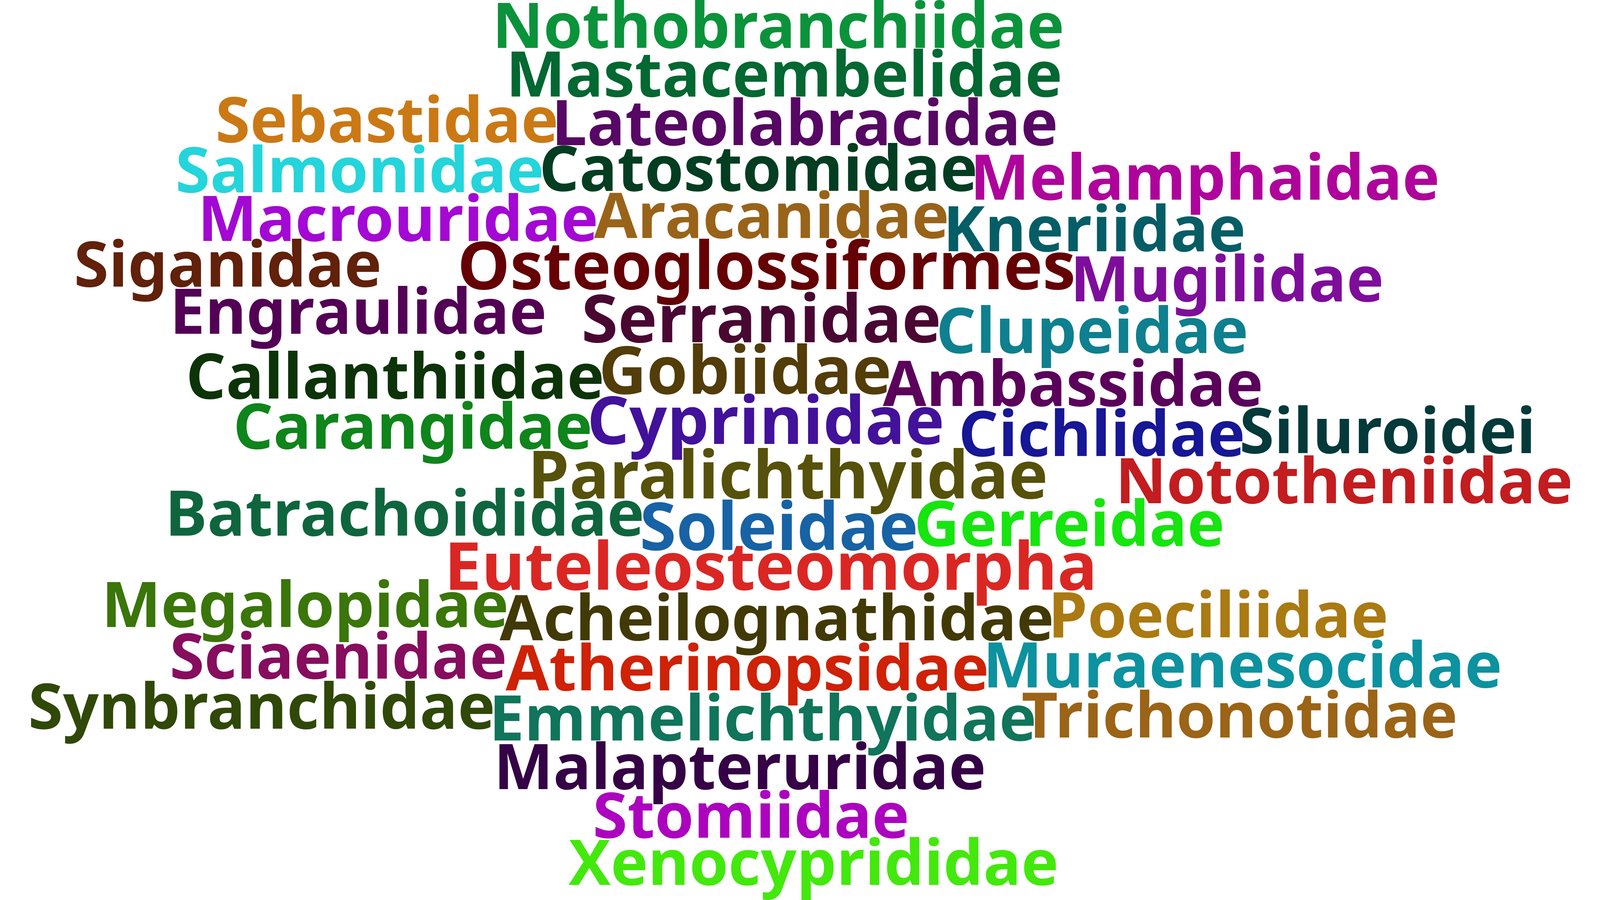 Nothobranchiidae
Mastacembelidae
Sebastidae Lateolabracidae
Salmonidae Catostomidae Melamphaidae
Macrouridae Aracanidae Kneriidae
Siganidae Osteoglossiformes Mugilidae
Engraulidae Serranidae Clupeidae
Callanthiidae Gobiidae Ambassidae
Carangidae Cyprinidae Cichlidae Siluroidei
Paralichthyidae Nototheniidae
Batrachoididae Soleidae Gerreidae
Euteleosteomorpha
Megalopidae Acheilognathidae Poeciliidae
Sciaenidae Atherinopsidae Muraenesocidae
Synbranchidae Emmelichthyidae Trichonotidae
Malapteruridae
Stomiidae
Xenocyprididae